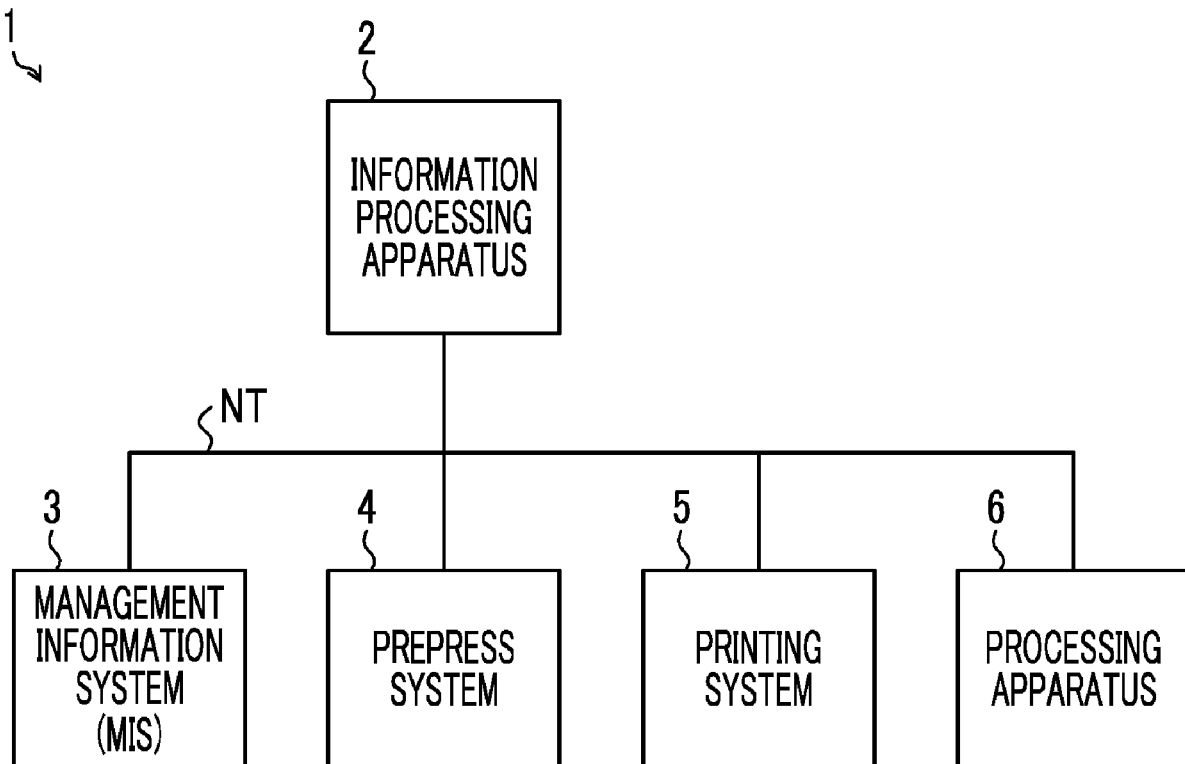 1
2
INFORMATION
PROCESSING
APPARATUS
NT
3
MANAGEMENT
INFORMATION
SYSTEM
(MIS)
4
PREPRESS
SYSTEM
5
PRINTING
SYSTEM
6
PROCESSING
APPARATUS